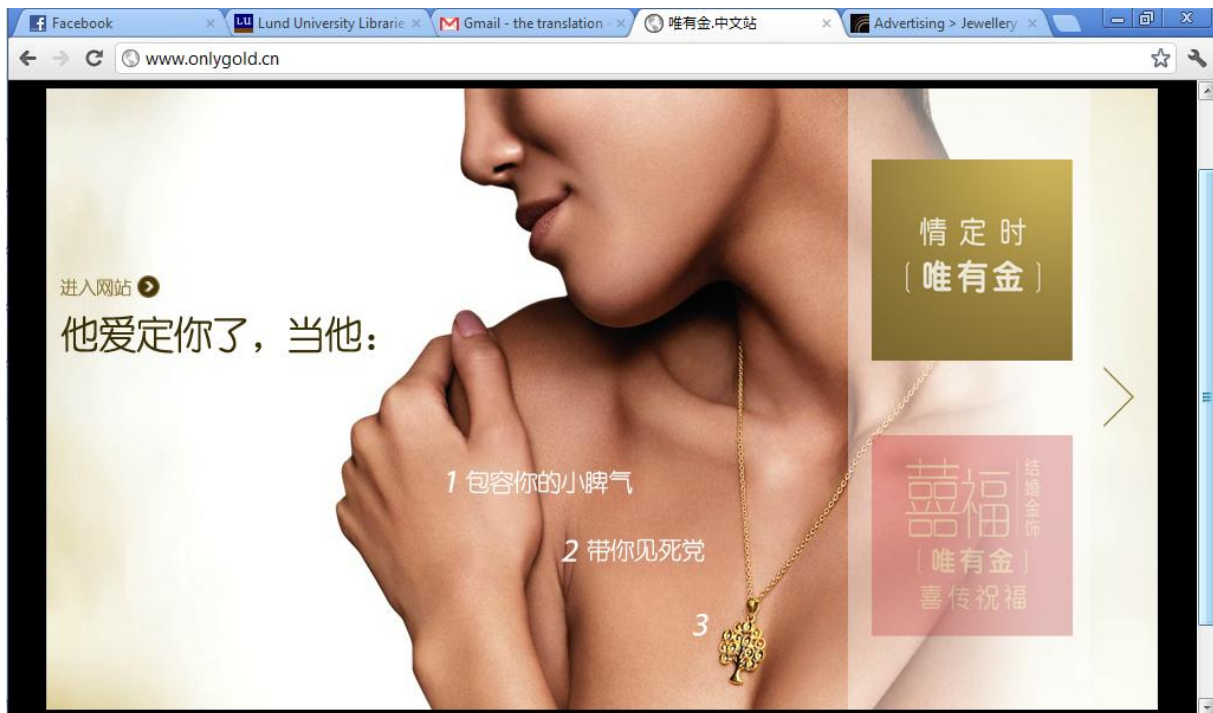 Facebook
Lund University Librarie
Gmail - the translation
唯有金.中文站
Advertising > Jewellery
www.onlygold.cn
进入网站
他爱定你了，当他：
1 包容你的小脾气
2 带你见死党
3
情定时
［唯有金］
囍福
结婚金饰
［唯有金］
喜传祝福